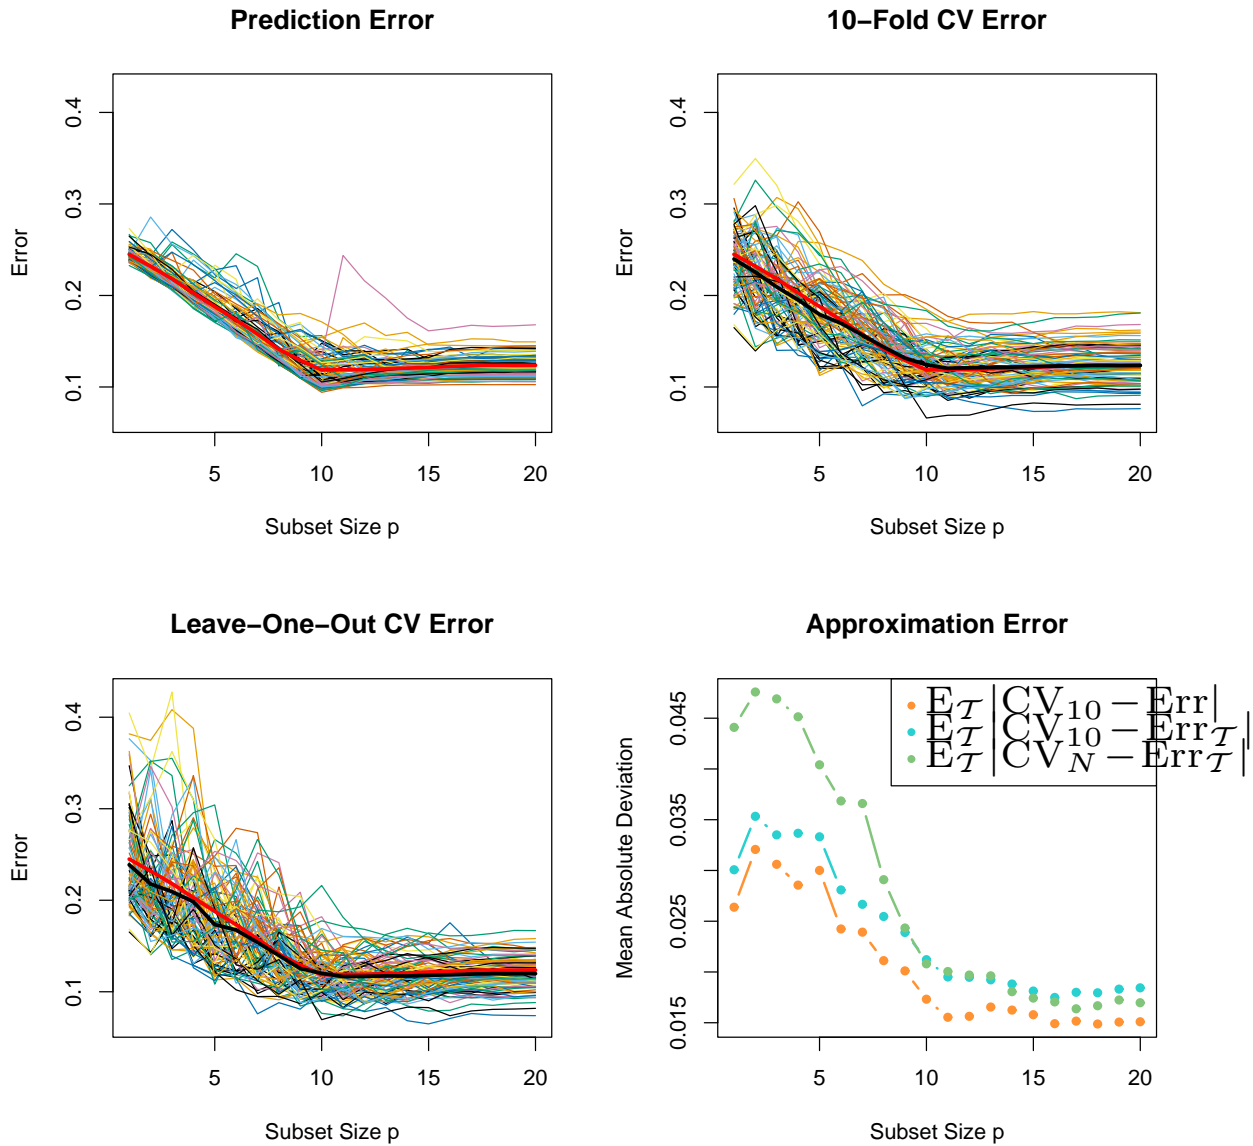 Prediction Error
Error
0.1 0.2 0.3 0.4
5 10 15 20
Subset Size p
10−Fold CV Error
Error
0.1 0.2 0.3 0.4
5 10 15 20
Subset Size p
Leave−One−Out CV Error
Error
0.1 0.2 0.3 0.4
5 10 15 20
Subset Size p
Approximation Error
Mean Absolute Deviation
0.015 0.025 0.035 0.045
E𝒯|CV₁₀ − Err|
E𝒯|CV₁₀ − Err𝒯|
E𝒯|CV_N − Err𝒯|
5 10 15 20
Subset Size p